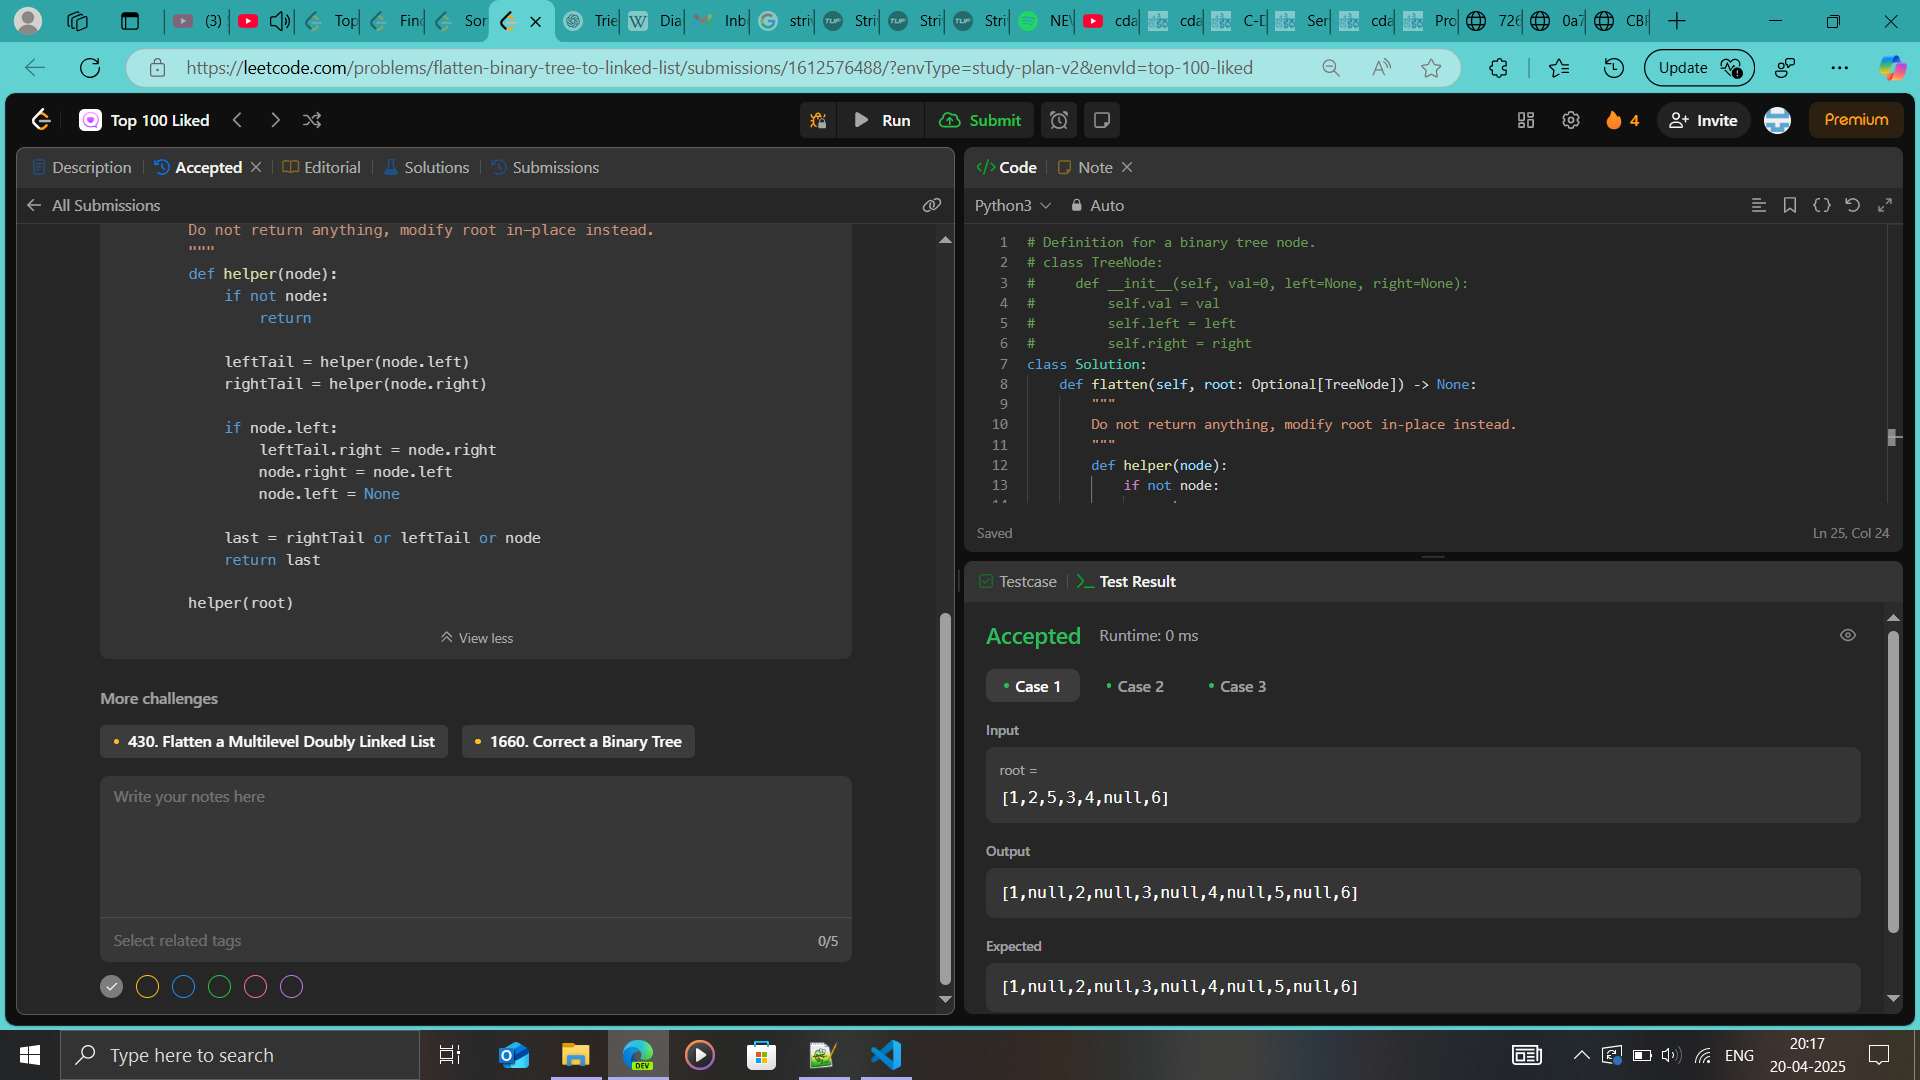 (3)
Top
Fin
Sor
Trie
Dia
Inb
striv
Stri
Stri
Stri
NEW
cda
cda
C-D
Ser
cda
Pro
726
0a7
CBI
https://leetcode.com/problems/flatten-binary-tree-to-linked-list/submissions/1612576488/?envType=study-plan-v2&envId=top-100-liked
Update
Top 100 Liked
Run
Submit
4
Invite
Premium
Description
Accepted
Editorial
Solutions
Submissions
All Submissions
Do not return anything, modify root in-place instead.
"""
def helper(node):
if not node:
return
leftTail = helper(node.left)
rightTail = helper(node.right)
if node.left:
leftTail.right = node.right
node.right = node.left
node.left = None
last = rightTail or leftTail or node
return last
helper(root)
View less
More challenges
430. Flatten a Multilevel Doubly Linked List
1660. Correct a Binary Tree
Write your notes here
Select related tags
0/5
Code
Note
Python3
Auto
1 # Definition for a binary tree node.
2 # class TreeNode:
3 #     def __init__(self, val=0, left=None, right=None):
4 #         self.val = val
5 #         self.left = left
6 #         self.right = right
7 class Solution:
8     def flatten(self, root: Optional[TreeNode]) -> None:
9         """
10         Do not return anything, modify root in-place instead.
11         """
12         def helper(node):
13             if not node:
Saved
Ln 25, Col 24
Testcase
Test Result
Accepted
Runtime: 0 ms
Case 1
Case 2
Case 3
Input
root =
[1,2,5,3,4,null,6]
Output
[1,null,2,null,3,null,4,null,5,null,6]
Expected
[1,null,2,null,3,null,4,null,5,null,6]
Type here to search
DEV
ENG
20:17
20-04-2025